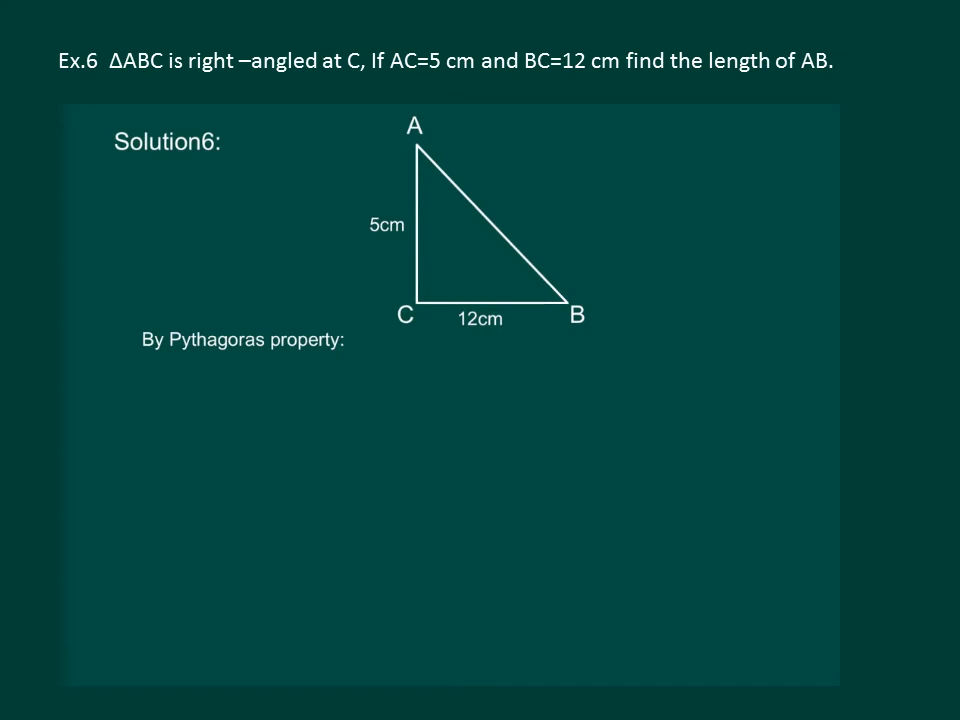 Ex.6 ΔABC is right –angled at C, If AC=5 cm and BC=12 cm find the length of AB.
Solution6:
A
5cm
C
12cm
B
By Pythagoras property: